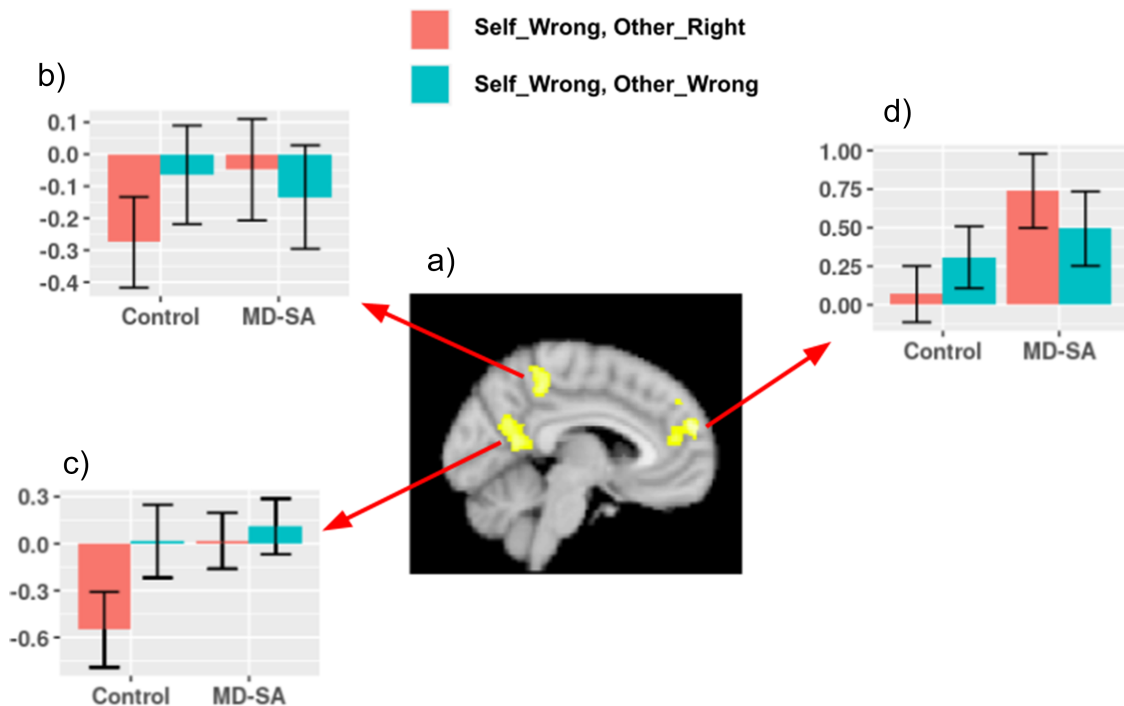 Self_Wrong, Other_Right
Self_Wrong, Other_Wrong
b)
0.1
0.0
-0.1
-0.2
-0.3
-0.4
Control MD-SA
d)
1.00
0.75
0.50
0.25
0.00
Control MD-SA
a)
c)
0.3
0.0
-0.3
-0.6
Control MD-SA